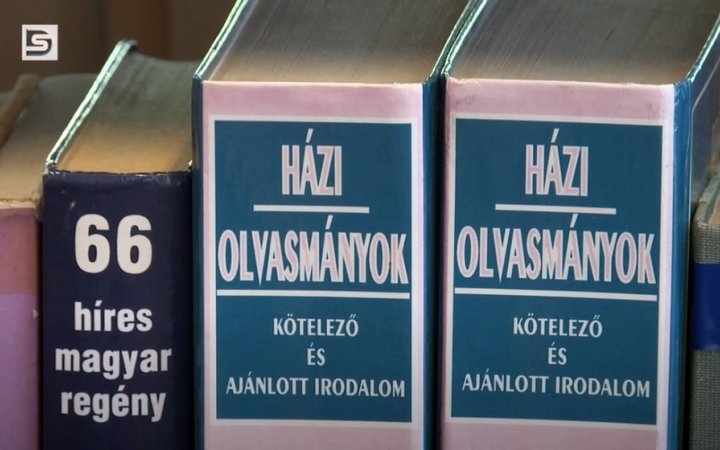 66
híres
magyar
regény
HÁZI
OLVASMÁNYOK
KÖTELEZŐ
ÉS
AJÁNLOTT IRODALOM
HÁZI
OLVASMÁNYOK
KÖTELEZŐ
ÉS
AJÁNLOTT IRODALOM